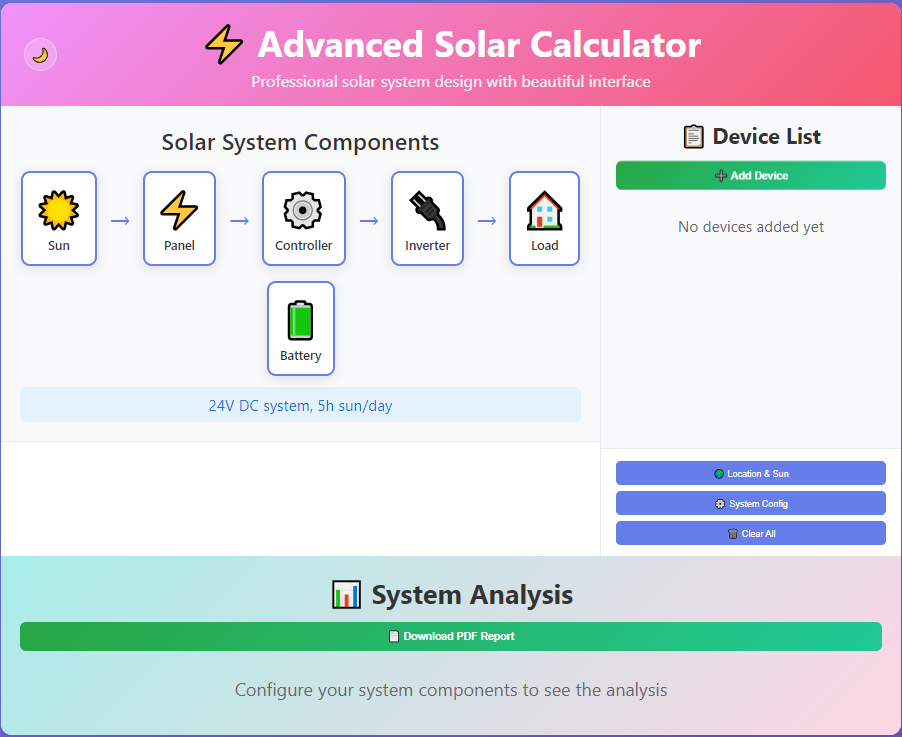 Advanced Solar Calculator
Professional solar system design with beautiful interface
Solar System Components
Sun
Panel
Controller
Inverter
Load
Battery
24V DC system, 5h sun/day
Device List
Add Device
No devices added yet
Location & Sun
System Config
Clear All
System Analysis
Download PDF Report
Configure your system components to see the analysis